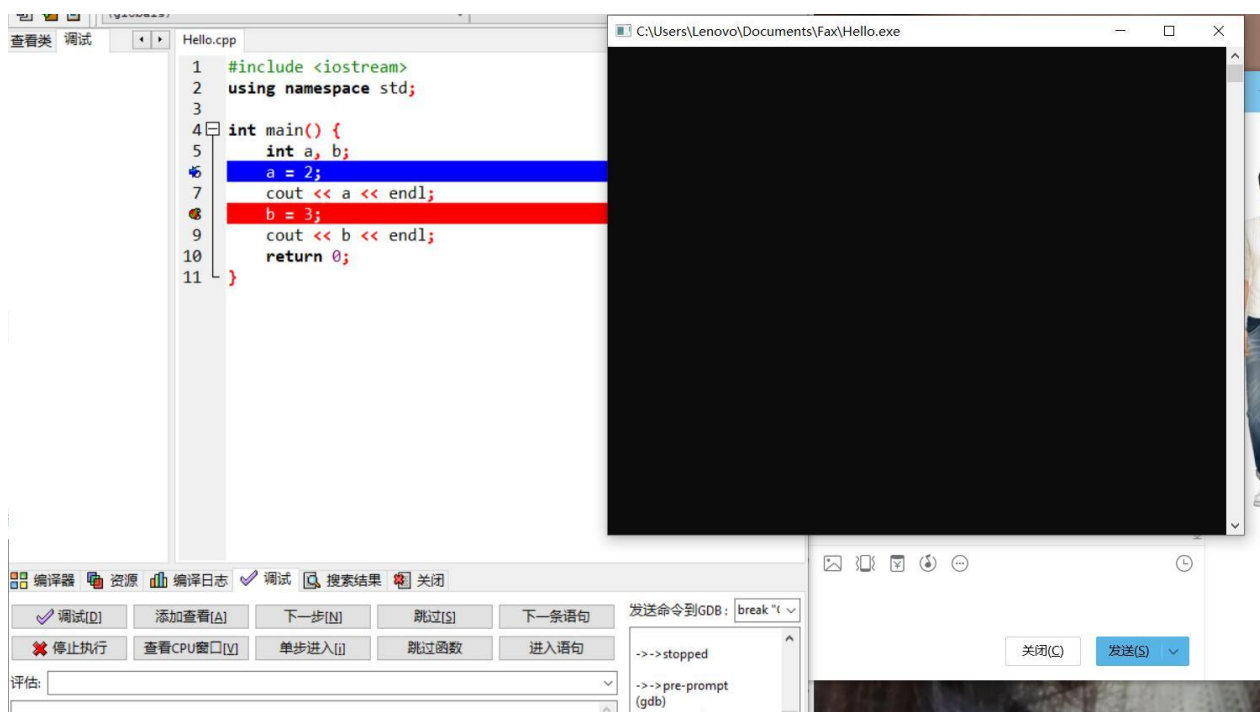 (globals)
查看类 调试
Hello.cpp
C:\Users\Lenovo\Documents\Fax\Hello.exe
1 #include <iostream>
2 using namespace std;
3
4 int main() {
5 int a, b;
6 a = 2;
7 cout << a << endl;
b = 3;
9 cout << b << endl;
10 return 0;
11 }
编译器 资源 编译日志 调试 搜索结果 关闭
调试[D] 添加查看[A] 下一步[N] 跳过[S] 下一条语句
发送命令到GDB: break "(
停止执行 查看CPU窗口[V] 单步进入[i] 跳过函数 进入语句
->->stopped
评估:
->->pre-prompt
(gdb)
关闭(C) 发送(S)